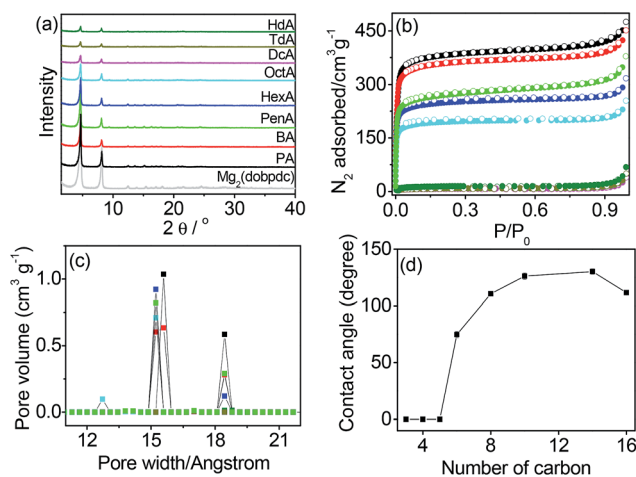 (a)
HdA
TdA
DcA
OctA
HexA
PenA
BA
PA
Mg2(dobpdc)
Intensity
0 10 20 30 40
2 θ / °
(b)
450
300
150
0
N2 adsorbed/cm3 g-1
0.0 0.3 0.6 0.9
P/P0
(c)
1.0
0.5
0.0
Pore volume (cm3 g-1)
12 15 18 21
Pore width/Angstrom
(d)
150
100
50
0
Contact angle (degree)
4 8 12 16
Number of carbon